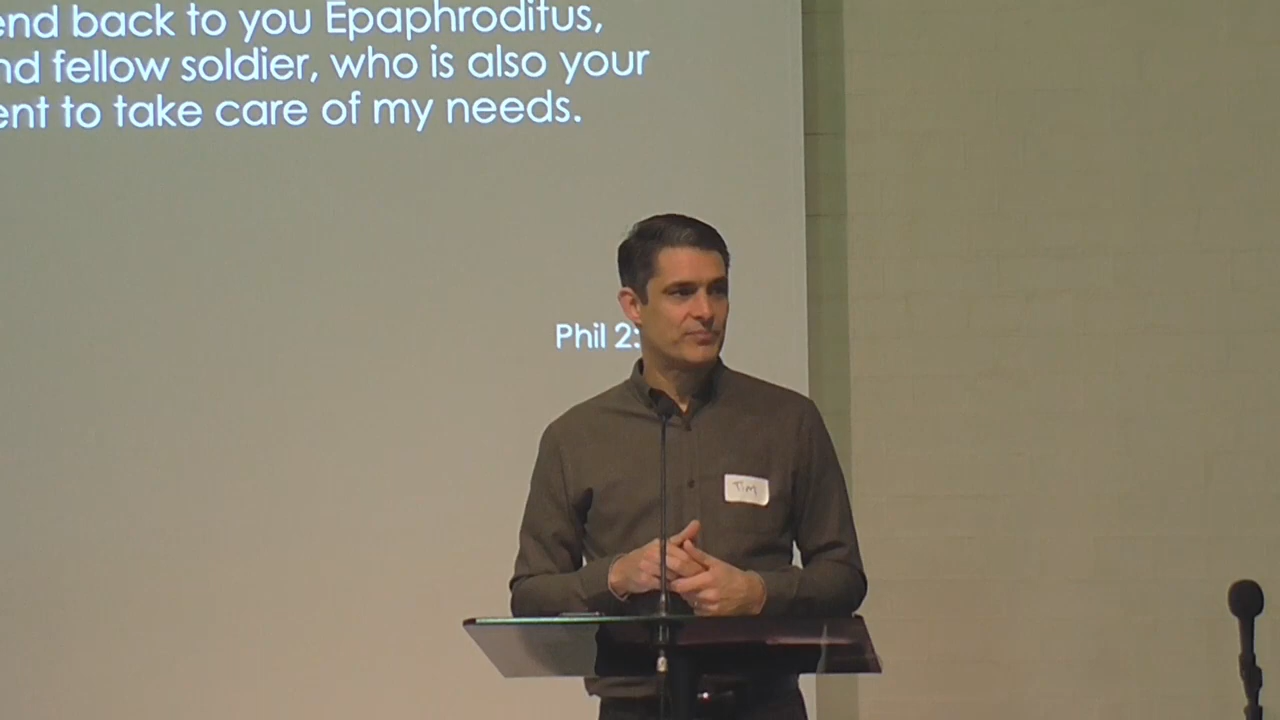 end back to you Epaphroditus,
nd fellow soldier, who is also your
ent to take care of my needs.
Phil 2:
TIM